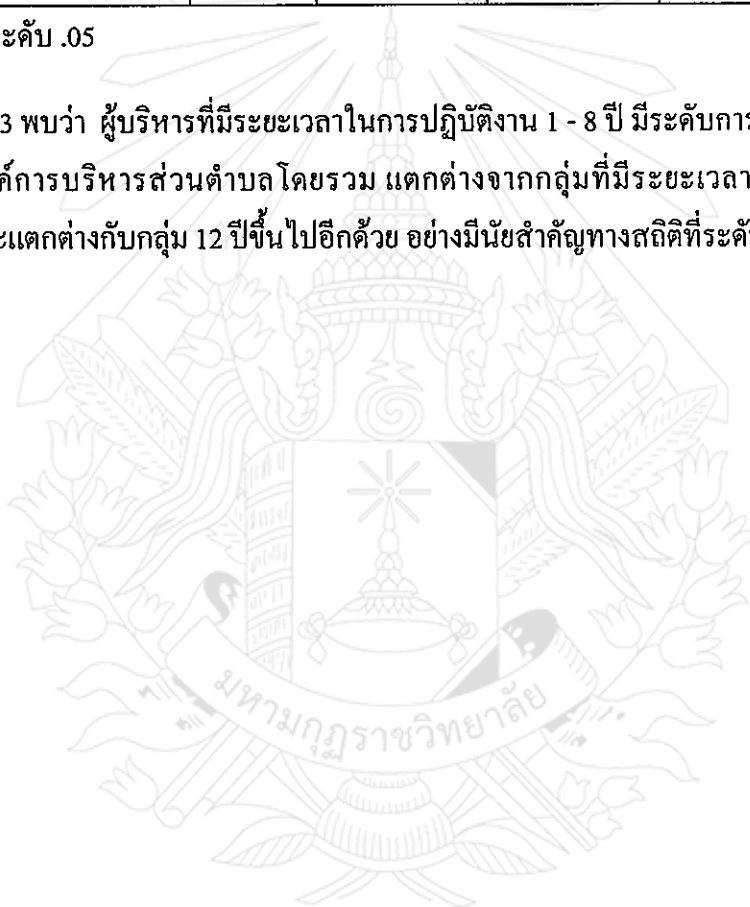 ะดับ .05
3 พบว่า ผู้บริหารที่มีระยะเวลาในการปฏิบัติงาน 1 - 8 ปี มีระดับการ
ค์การบริหารส่วนตำบลโดยรวม แตกต่างจากกลุ่มที่มีระยะเวลา
ะแตกต่างกับกลุ่ม 12 ปีขึ้นไปอีกด้วย อย่างมีนัยสำคัญทางสถิติที่ระดั
มหามกุฏราชวิทยาลัย